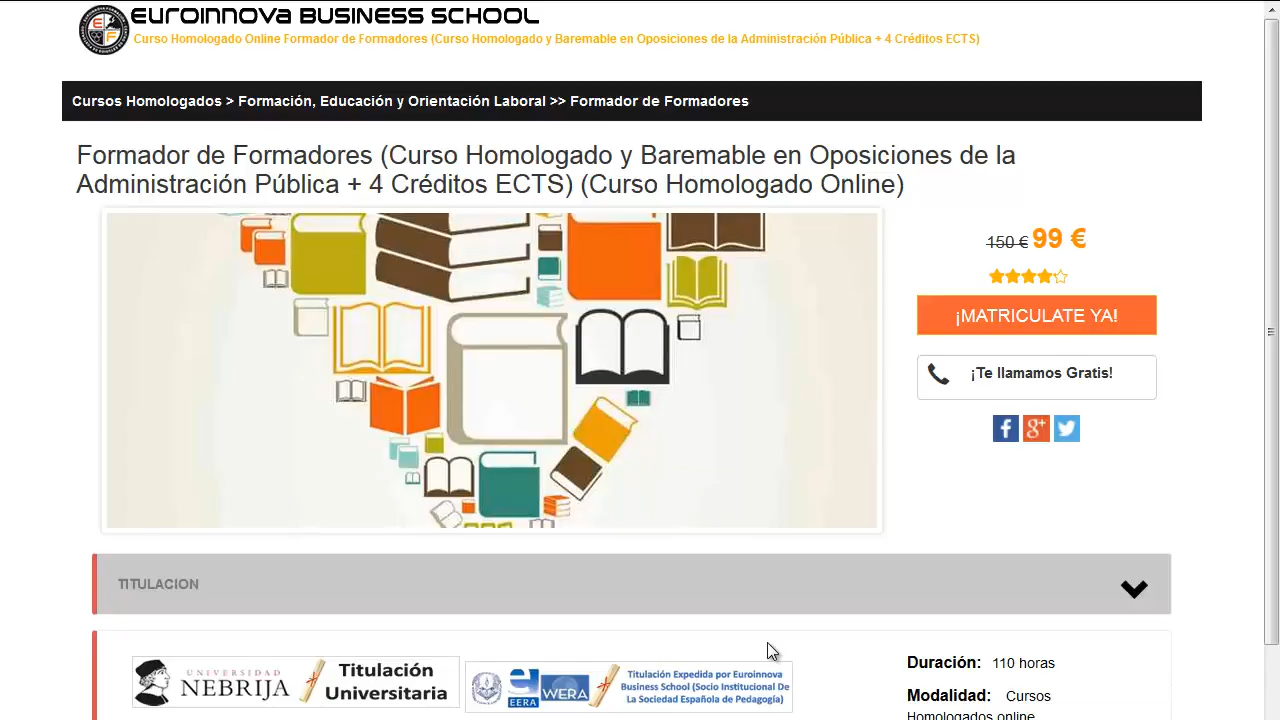 EUROINNOVA BUSINESS SCHOOL
Curso Homologado Online Formador de Formadores (Curso Homologado y Baremable en Oposiciones de la Administración Pública + 4 Créditos ECTS)
Cursos Homologados > Formación, Educación y Orientación Laboral >> Formador de Formadores
Formador de Formadores (Curso Homologado y Baremable en Oposiciones de la
Administración Pública + 4 Créditos ECTS) (Curso Homologado Online)
150 € 99 €
¡MATRICULATE YA!
¡Te llamamos Gratis!
TITULACION
UNIVERSIDAD
NEBRIJA
Titulación
Universitaria
EERA
WERA
Titulación Expedida por Euroinnova
Business School (Socio Institucional De
La Sociedad Española de Pedagogía)
Duración: 110 horas
Modalidad: Cursos
Homologados online